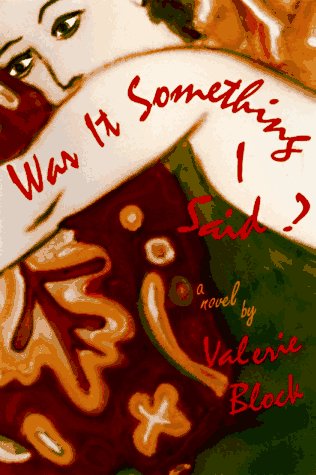 Was It Something
I
Said?
a
novel
by
Valerie
Block